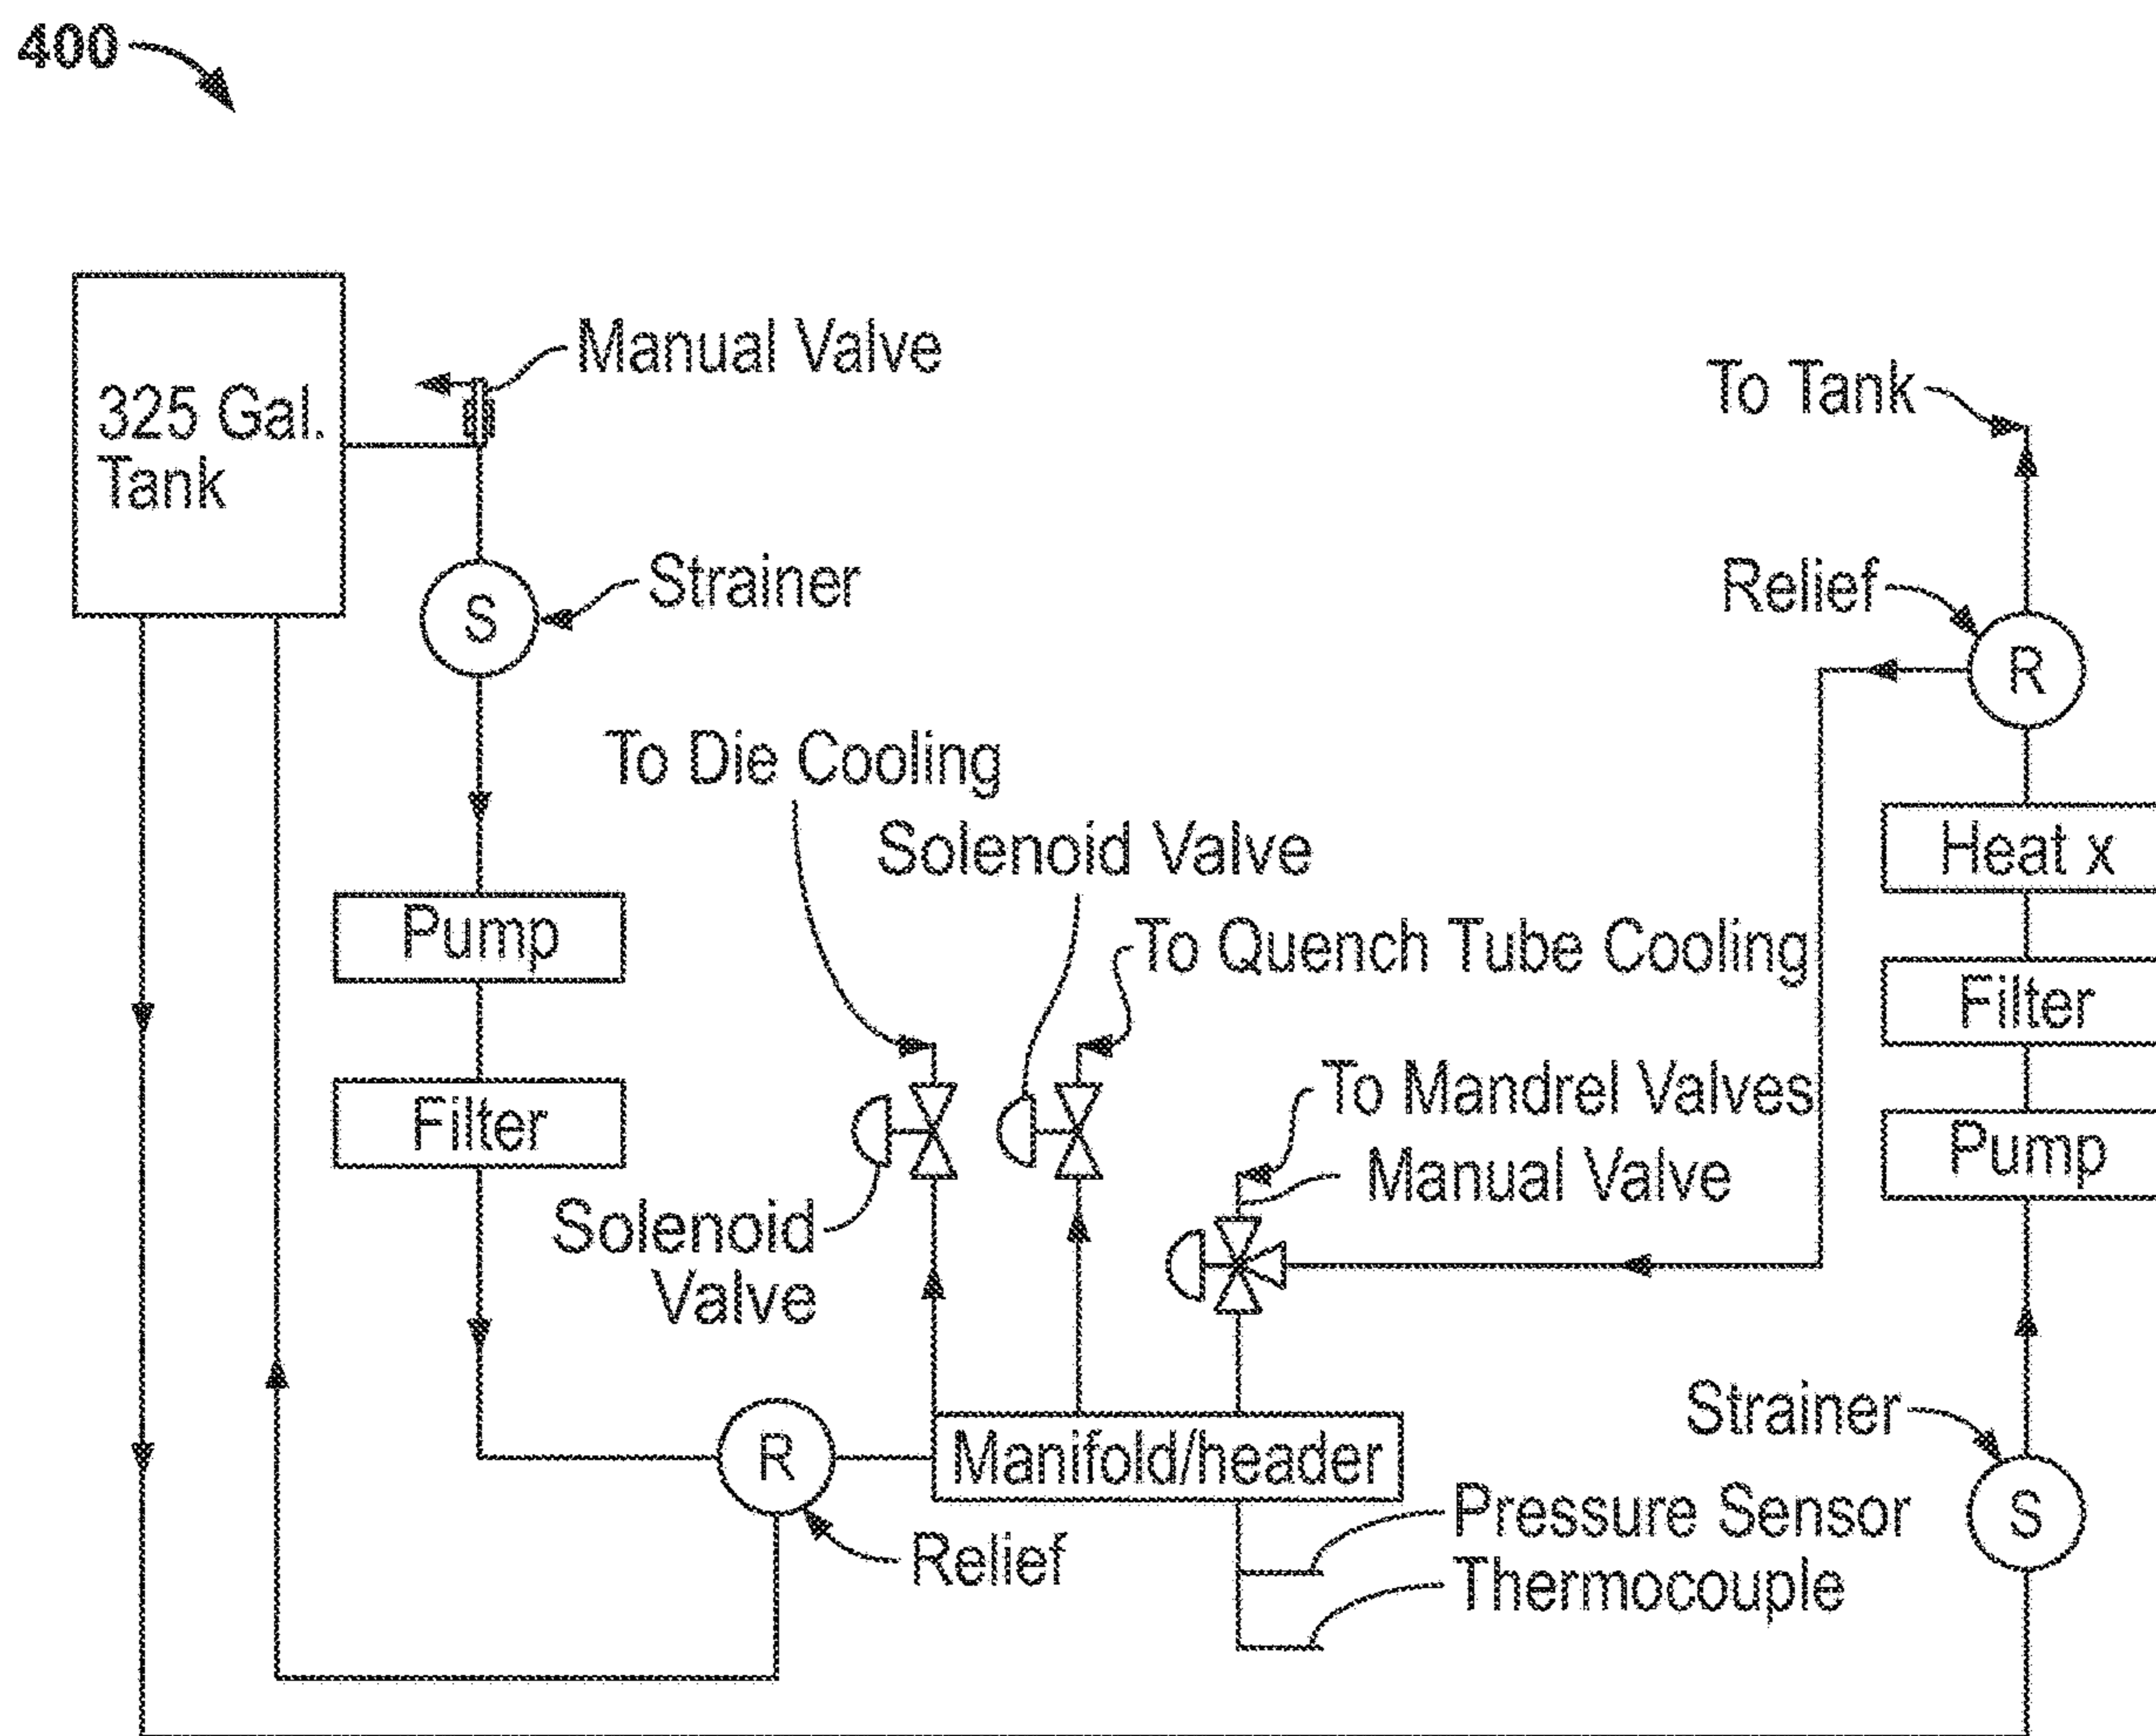 400
Manual Valve
325 Gal.
Tank
To Tank
Strainer
S
Relief
R
To Die Cooling
Solenoid Valve
Heat x
Pump
To Quench Tube Cooling
Filter
Filter
To Mandrel Valves
Manual Valve
Pump
Solenoid
Valve
R
Manifold/header
Strainer
Pressure Sensor
S
Relief
Thermocouple